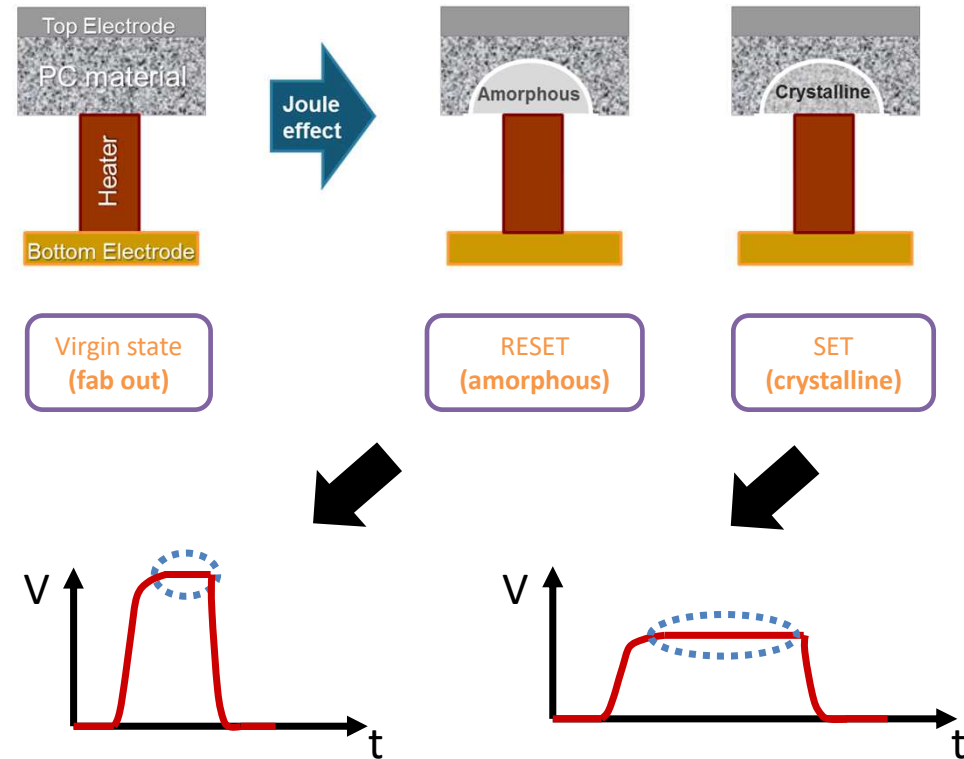 Top Electrode
PC material
Heater
Bottom Electrode
Joule
effect
Amorphous
Crystalline
Virgin state
(fab out)
RESET
(amorphous)
SET
(crystalline)
V
t
V
t